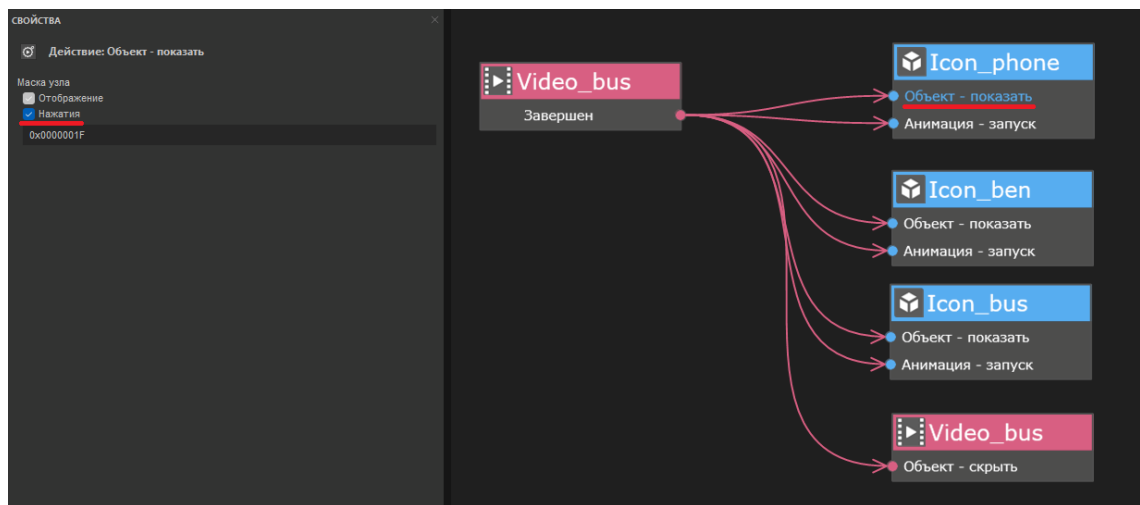 СВОЙСТВА
Действие: Объект - показать
Маска узла
Отображение
Нажатия
0x0000001F
Video_bus
Завершен
Icon_phone
Объект - показать
Анимация - запуск
Icon_ben
Объект - показать
Анимация - запуск
Icon_bus
Объект - показать
Анимация - запуск
Video_bus
Объект - скрыть